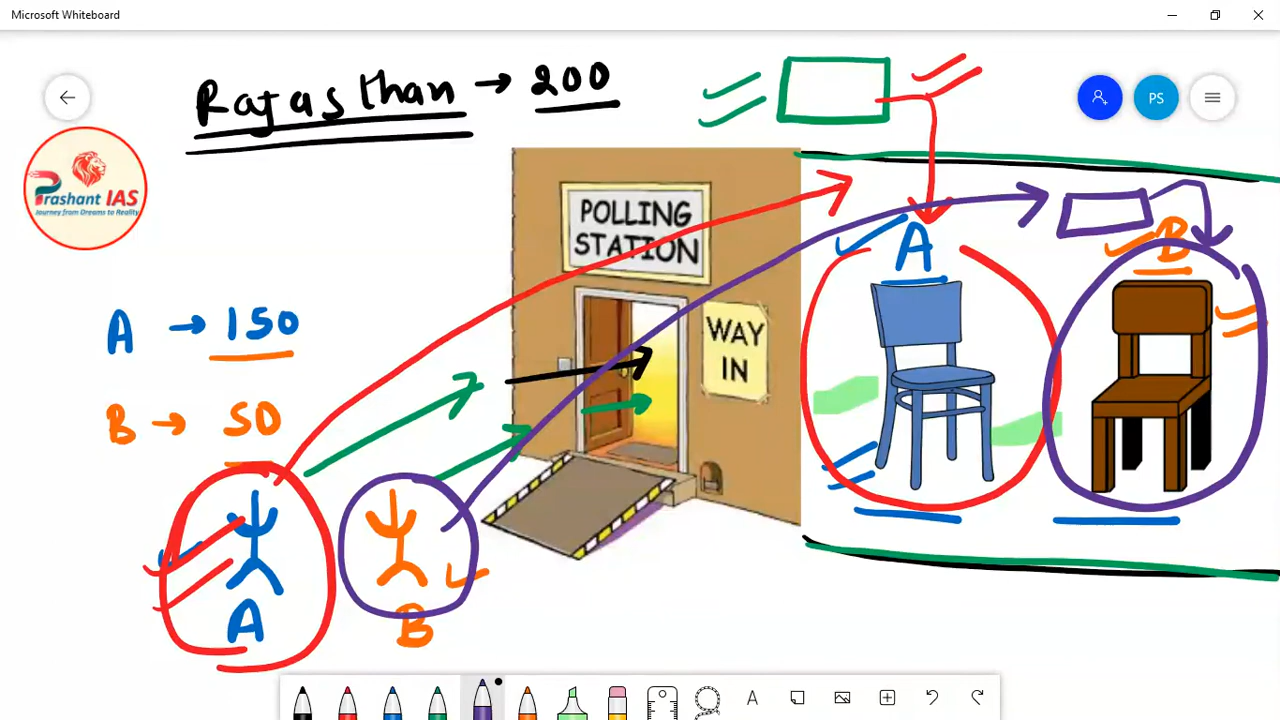 Microsoft Whiteboard
Rajasthan → 200
PS
Prashant IAS
Journey from Dreams to Reality
POLLING
STATION
WAY
IN
A
B
A → 150
B → 50
A
B
A